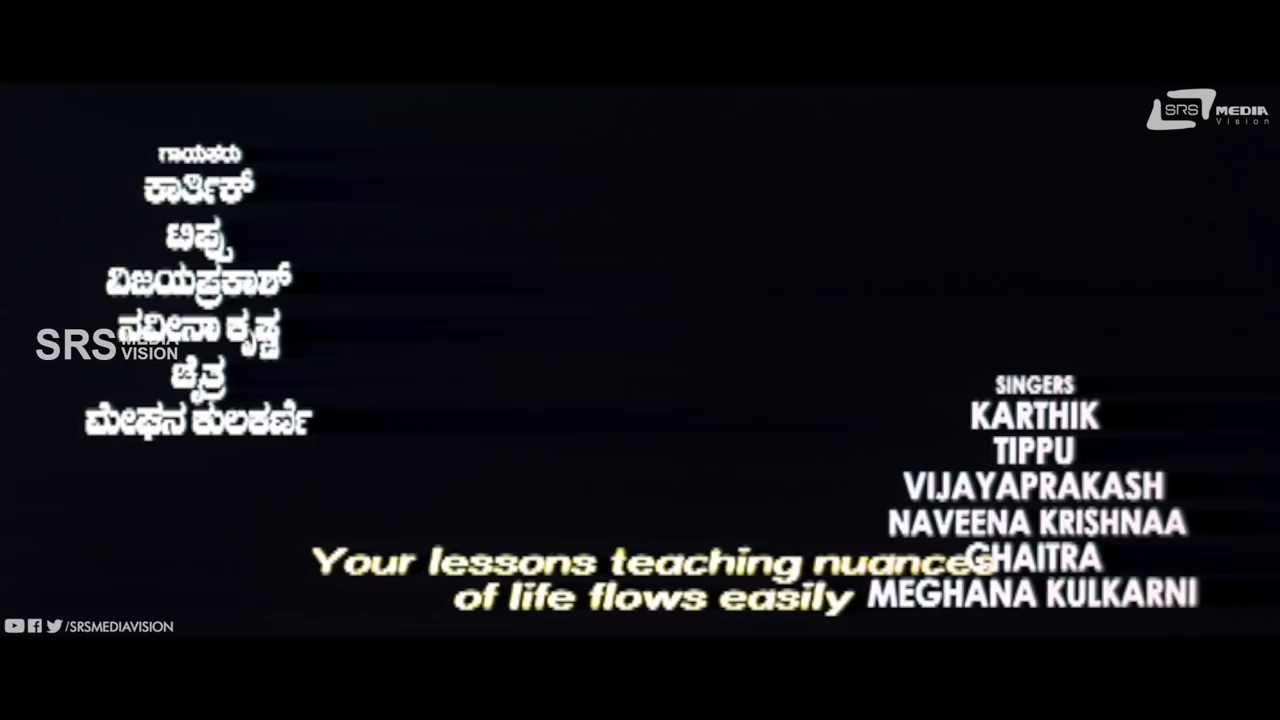 SRS MEDIA
Vision
ಗಾಯಕರು
ಕಾರ್ತಿಕ್
ಟಿಪ್ಪು
ವಿಜಯಪ್ರಕಾಶ್
ನವೀನಾ ಕೃಷ್ಣ
ಚೈತ್ರ
ಮೇಘನ ಕುಲಕರ್ಣಿ
SRS MEDIA
VISION
SINGERS
KARTHIK
TIPPU
VIJAYAPRAKASH
NAVEENA KRISHNAA
CHAITRA
MEGHANA KULKARNI
Your lessons teaching nuances
of life flows easily
/SRSMEDIAVISION